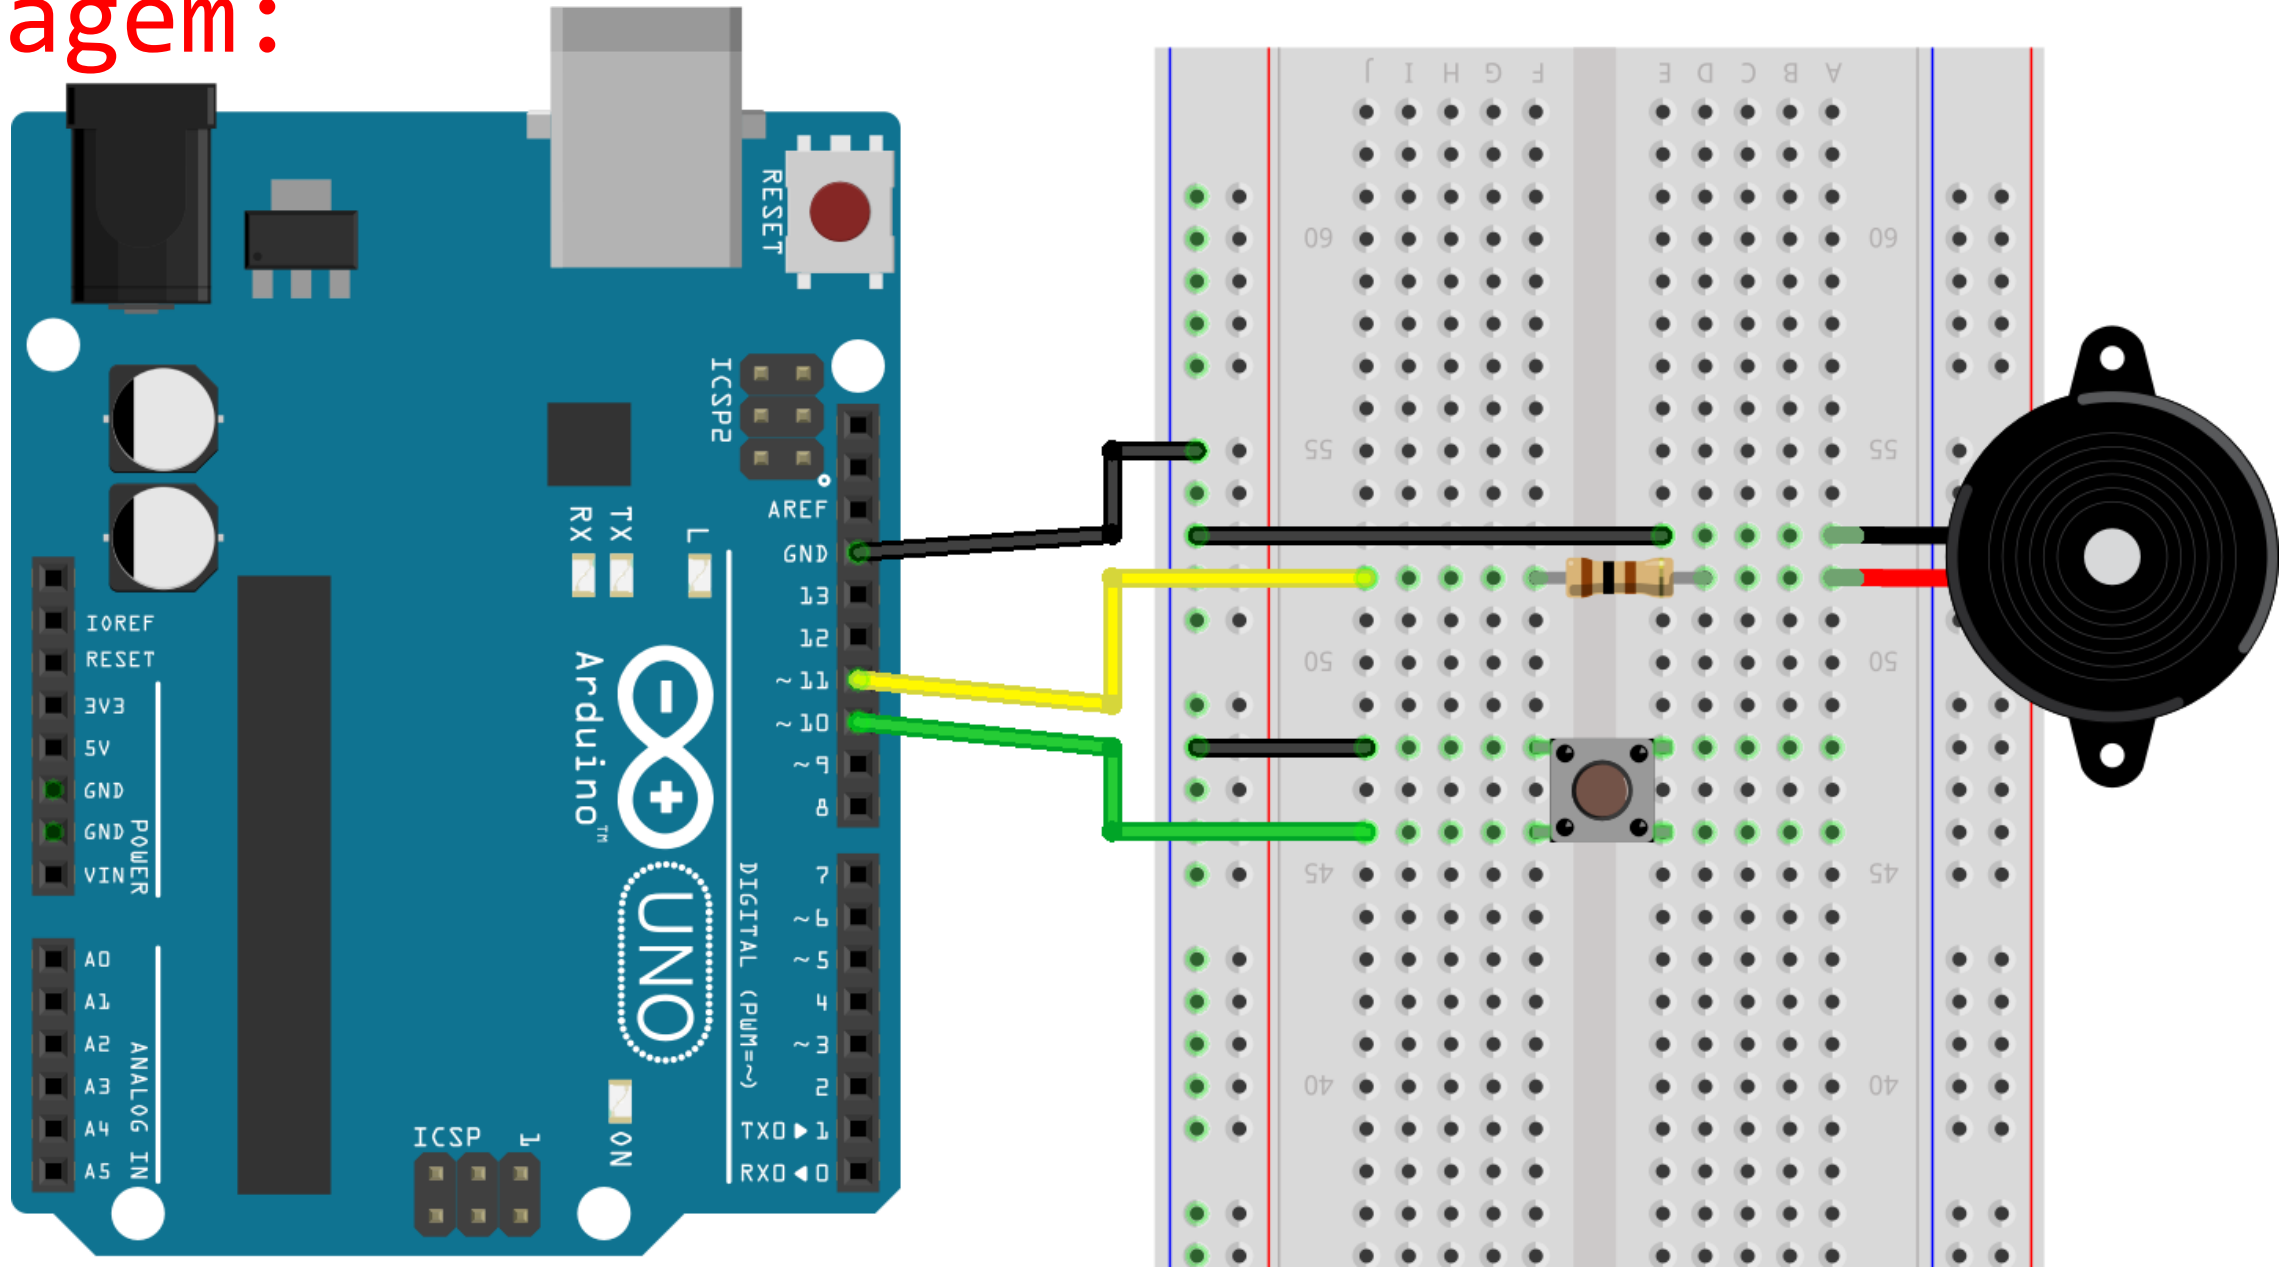 agem:
RESET
ICSP2
AREF
GND
RX
TX
L
13
12
~11
~10
~9
8
IOREF
RESET
3V3
5V
GND
GND
VIN
POWER
Arduino™
UNO
7
~6
~5
4
~3
2
TX0▶1
RX0◀0
DIGITAL (PWM=~)
A0
A1
A2
A3
A4
A5
ANALOG IN
ICSP
1
ON
J I H G F E D C B A
60 60
55 55
50 50
45 45
40 40